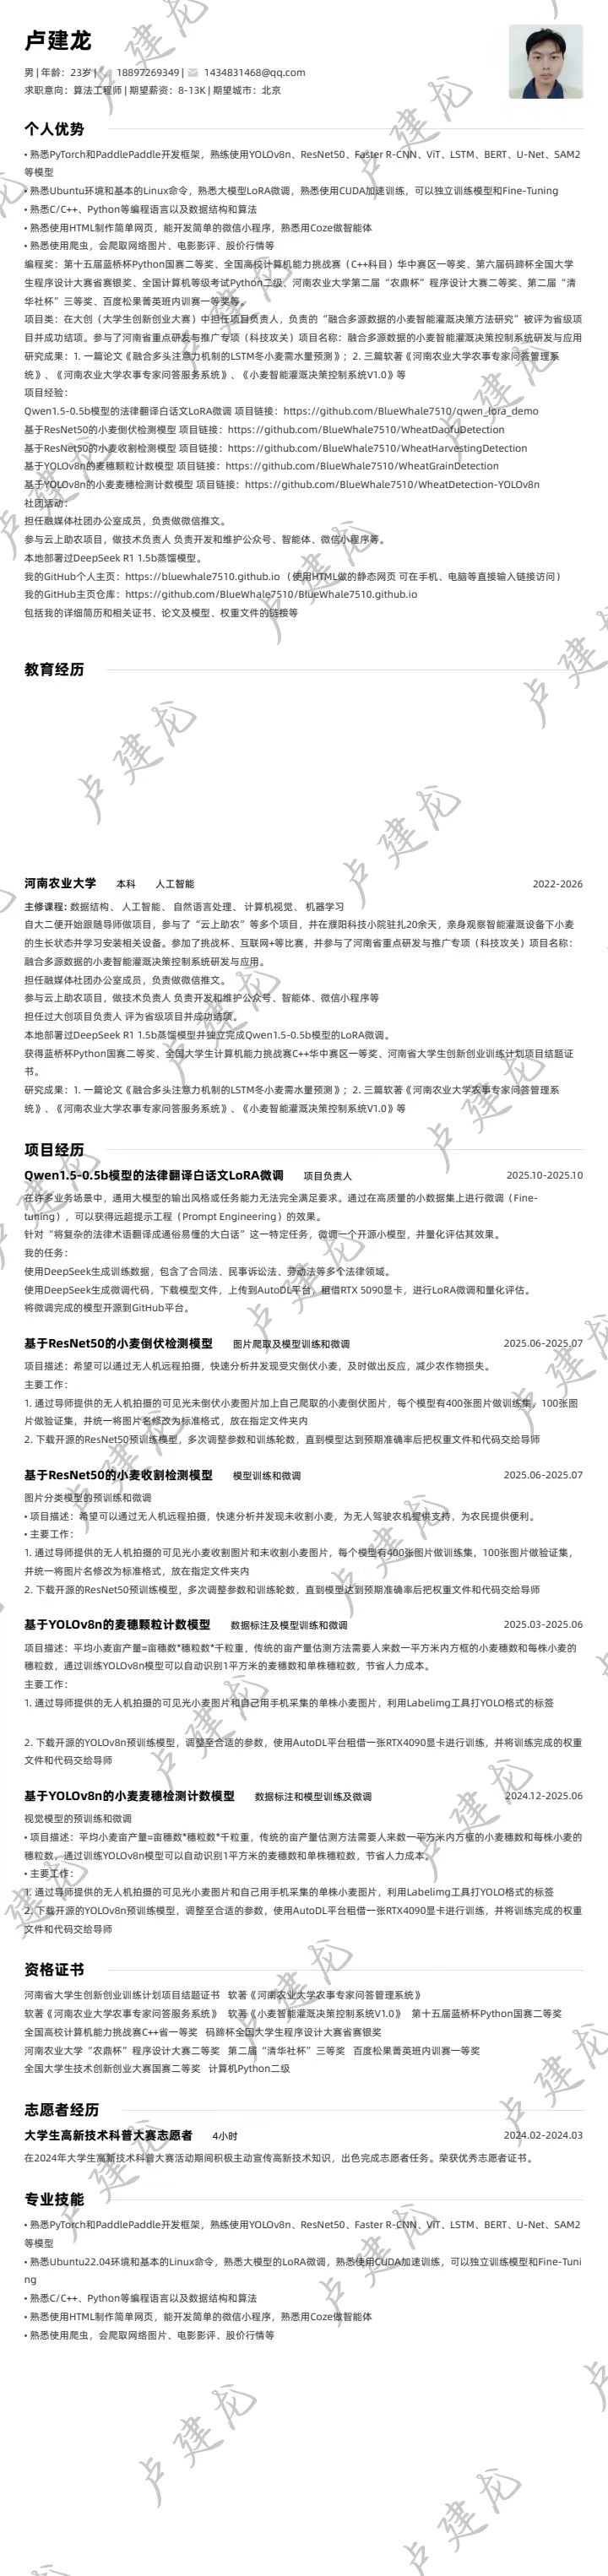 卢建龙
男 | 年龄：23岁 | 18897269349 | 1434831468@qq.com
求职意向：算法工程师 | 期望薪资：8-13K | 期望城市：北京
个人优势
• 熟悉PyTorch和PaddlePaddle开发框架，熟练使用YOLOv8n、ResNet50、Faster R-CNN、ViT、LSTM、BERT、U-Net、SAM2
等模型
• 熟悉Ubuntu环境和基本的Linux命令，熟悉大模型LoRA微调，熟悉使用CUDA加速训练，可以独立训练模型和Fine-Tuning
• 熟悉C/C++、Python等编程语言以及数据结构和算法
• 熟悉使用HTML制作简单网页，能开发简单的微信小程序，熟悉用Coze做智能体
• 熟悉使用爬虫，会爬取网络图片、电影影评、股价行情等
编程奖：第十五届蓝桥杯Python国赛二等奖、全国高校计算机能力挑战赛（C++科目）华中赛区一等奖、第六届码蹄杯全国大学
生程序设计大赛省赛银奖、全国计算机等级考试Python二级、河南农业大学第二届“农鼎杯”程序设计大赛二等奖、第二届“清
华社杯”三等奖、百度松果菁英班内训赛一等奖等。
项目类：在大创（大学生创新创业大赛）中担任项目负责人，负责的“融合多源数据的小麦智能灌溉决策方法研究”被评为省级项
目并成功结项。参与了河南省重点研发与推广专项（科技攻关）项目名称：融合多源数据的小麦智能灌溉决策控制系统研发与应用
研究成果：1. 一篇论文《融合多头注意力机制的LSTM冬小麦需水量预测》；2. 三篇软著《河南农业大学农事专家问答管理系
统》、《河南农业大学农事专家问答服务系统》、《小麦智能灌溉决策控制系统V1.0》等
项目经验：
Qwen1.5-0.5b模型的法律翻译白话文LoRA微调 项目链接：https://github.com/BlueWhale7510/qwen_lora_demo
基于ResNet50的小麦倒伏检测模型 项目链接：https://github.com/BlueWhale7510/WheatDaofuDetection
基于ResNet50的小麦收割检测模型 项目链接：https://github.com/BlueWhale7510/WheatHarvestingDetection
基于YOLOv8n的麦穗颗粒计数模型 项目链接：https://github.com/BlueWhale7510/WheatGrainDetection
基于YOLOv8n的小麦麦穗检测计数模型 项目链接：https://github.com/BlueWhale7510/WheatDetection-YOLOv8n
社团活动：
担任融媒体社团办公室成员，负责做微信推文。
参与云上助农项目，做技术负责人 负责开发和维护公众号、智能体、微信小程序等。
本地部署过DeepSeek R1 1.5b蒸馏模型。
我的GitHub个人主页：https://bluewhale7510.github.io （使用HTML做的静态网页 可在手机、电脑等直接输入链接访问）
我的GitHub主页仓库：https://github.com/BlueWhale7510/BlueWhale7510.github.io
包括我的详细简历和相关证书、论文及模型、权重文件的链接等
教育经历
河南农业大学 本科 人工智能 2022-2026
主修课程: 数据结构、 人工智能、 自然语言处理、 计算机视觉、 机器学习
自大二便开始跟随导师做项目，参与了“云上助农”等多个项目，并在濮阳科技小院驻扎20余天，亲身观察智能灌溉设备下小麦
的生长状态并学习安装相关设备。参加了挑战杯、互联网+等比赛，并参与了河南省重点研发与推广专项（科技攻关）项目名称：
融合多源数据的小麦智能灌溉决策控制系统研发与应用。
担任融媒体社团办公室成员，负责做微信推文。
参与云上助农项目，做技术负责人 负责开发和维护公众号、智能体、微信小程序等
担任过大创项目负责人 评为省级项目并成功结项。
本地部署过DeepSeek R1 1.5b蒸馏模型并独立完成Qwen1.5-0.5b模型的LoRA微调。
获得蓝桥杯Python国赛二等奖、全国大学生计算机能力挑战赛C++华中赛区一等奖、河南省大学生创新创业训练计划项目结题证
书。
研究成果：1. 一篇论文《融合多头注意力机制的LSTM冬小麦需水量预测》；2. 三篇软著《河南农业大学农事专家问答管理系
统》、《河南农业大学农事专家问答服务系统》、《小麦智能灌溉决策控制系统V1.0》等
项目经历
Qwen1.5-0.5b模型的法律翻译白话文LoRA微调 项目负责人 2025.10-2025.10
在许多业务场景中，通用大模型的输出风格或任务能力无法完全满足要求。通过在高质量的小数据集上进行微调（Fine-
tuning），可以获得远超提示工程（Prompt Engineering）的效果。
针对“将复杂的法律术语翻译成通俗易懂的大白话”这一特定任务，微调一个开源小模型，并量化评估其效果。
我的任务：
使用DeepSeek生成训练数据，包含了合同法、民事诉讼法、劳动法等多个法律领域。
使用DeepSeek生成微调代码，下载模型文件，上传到AutoDL平台，租借RTX 5090显卡，进行LoRA微调和量化评估。
将微调完成的模型开源到GitHub平台。
基于ResNet50的小麦倒伏检测模型 图片爬取及模型训练和微调 2025.06-2025.07
项目描述：希望可以通过无人机远程拍摄，快速分析并发现受灾倒伏小麦，及时做出反应，减少农作物损失。
主要工作：
1. 通过导师提供的无人机拍摄的可见光未倒伏小麦图片加上自己爬取的小麦倒伏图片，每个模型有400张图片做训练集，100张图
片做验证集，并统一将图片名修改为标准格式，放在指定文件夹内
2. 下载开源的ResNet50预训练模型，多次调整参数和训练轮数，直到模型达到预期准确率后把权重文件和代码交给导师
基于ResNet50的小麦收割检测模型 模型训练和微调 2025.06-2025.07
图片分类模型的预训练和微调
• 项目描述：希望可以通过无人机远程拍摄，快速分析并发现未收割小麦，为无人驾驶农机提供支持，为农民提供便利。
• 主要工作：
1. 通过导师提供的无人机拍摄的可见光小麦收割图片和未收割小麦图片，每个模型有400张图片做训练集，100张图片做验证集，
并统一将图片名修改为标准格式，放在指定文件夹内
2. 下载开源的ResNet50预训练模型，多次调整参数和训练轮数，直到模型达到预期准确率后把权重文件和代码交给导师
基于YOLOv8n的麦穗颗粒计数模型 数据标注及模型训练和微调 2025.03-2025.06
项目描述：平均小麦亩产量=亩穗数*穗粒数*千粒重，传统的亩产量估测方法需要人来数一平方米内方框的小麦穗数和每株小麦的
穗粒数，通过训练YOLOv8n模型可以自动识别1平方米的麦穗数和单株穗粒数，节省人力成本。
主要工作：
1. 通过导师提供的无人机拍摄的可见光小麦图片和自己用手机采集的单株小麦图片，利用Labelimg工具打YOLO格式的标签
2. 下载开源的YOLOv8n预训练模型，调整至合适的参数，使用AutoDL平台租借一张RTX4090显卡进行训练，并将训练完成的权重
文件和代码交给导师
基于YOLOv8n的小麦麦穗检测计数模型 数据标注和模型训练及微调 2024.12-2025.06
视觉模型的预训练和微调
• 项目描述：平均小麦亩产量=亩穗数*穗粒数*千粒重，传统的亩产量估测方法需要人来数一平方米内方框的小麦穗数和每株小麦的
穗粒数，通过训练YOLOv8n模型可以自动识别1平方米的麦穗数和单株穗粒数，节省人力成本。
• 主要工作：
1. 通过导师提供的无人机拍摄的可见光小麦图片和自己用手机采集的单株小麦图片，利用Labelimg工具打YOLO格式的标签
2. 下载开源的YOLOv8n预训练模型，调整至合适的参数，使用AutoDL平台租借一张RTX4090显卡进行训练，并将训练完成的权重
文件和代码交给导师
资格证书
河南省大学生创新创业训练计划项目结题证书 软著《河南农业大学农事专家问答管理系统》
软著《河南农业大学农事专家问答服务系统》 软著《小麦智能灌溉决策控制系统V1.0》 第十五届蓝桥杯Python国赛二等奖
全国高校计算机能力挑战赛C++省一等奖 码蹄杯全国大学生程序设计大赛省赛银奖
河南农业大学“农鼎杯”程序设计大赛二等奖 第二届“清华社杯”三等奖 百度松果菁英班内训赛一等奖
全国大学生技术创新创业大赛国赛二等奖 计算机Python二级
志愿者经历
大学生高新技术科普大赛志愿者 4小时 2024.02-2024.03
在2024年大学生高新技术科普大赛活动期间积极主动宣传高新技术知识，出色完成志愿者任务。荣获优秀志愿者证书。
专业技能
• 熟悉PyTorch和PaddlePaddle开发框架，熟练使用YOLOv8n、ResNet50、Faster R-CNN、ViT、LSTM、BERT、U-Net、SAM2
等模型
• 熟悉Ubuntu22.04环境和基本的Linux命令，熟悉大模型的LoRA微调，熟悉使用CUDA加速训练，可以独立训练模型和Fine-Tuni
ng
• 熟悉C/C++、Python等编程语言以及数据结构和算法
• 熟悉使用HTML制作简单网页，能开发简单的微信小程序，熟悉用Coze做智能体
• 熟悉使用爬虫，会爬取网络图片、电影影评、股价行情等